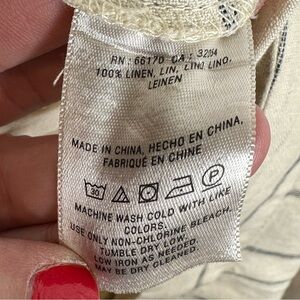 RN: 66170 CA: 32054
100% LINEN, LIN, LINO, LINO,
LEINEN
MADE IN CHINA, HECHO EN CHINA,
FABRIQUÉ EN CHINE
30 P
MACHINE WASH COLD WITH LIKE
COLORS.
USE ONLY NON-CHLORINE BLEACH.
TUMBLE DRY LOW.
LOW IRON AS NEEDED.
MAY BE DRY CLEANED.